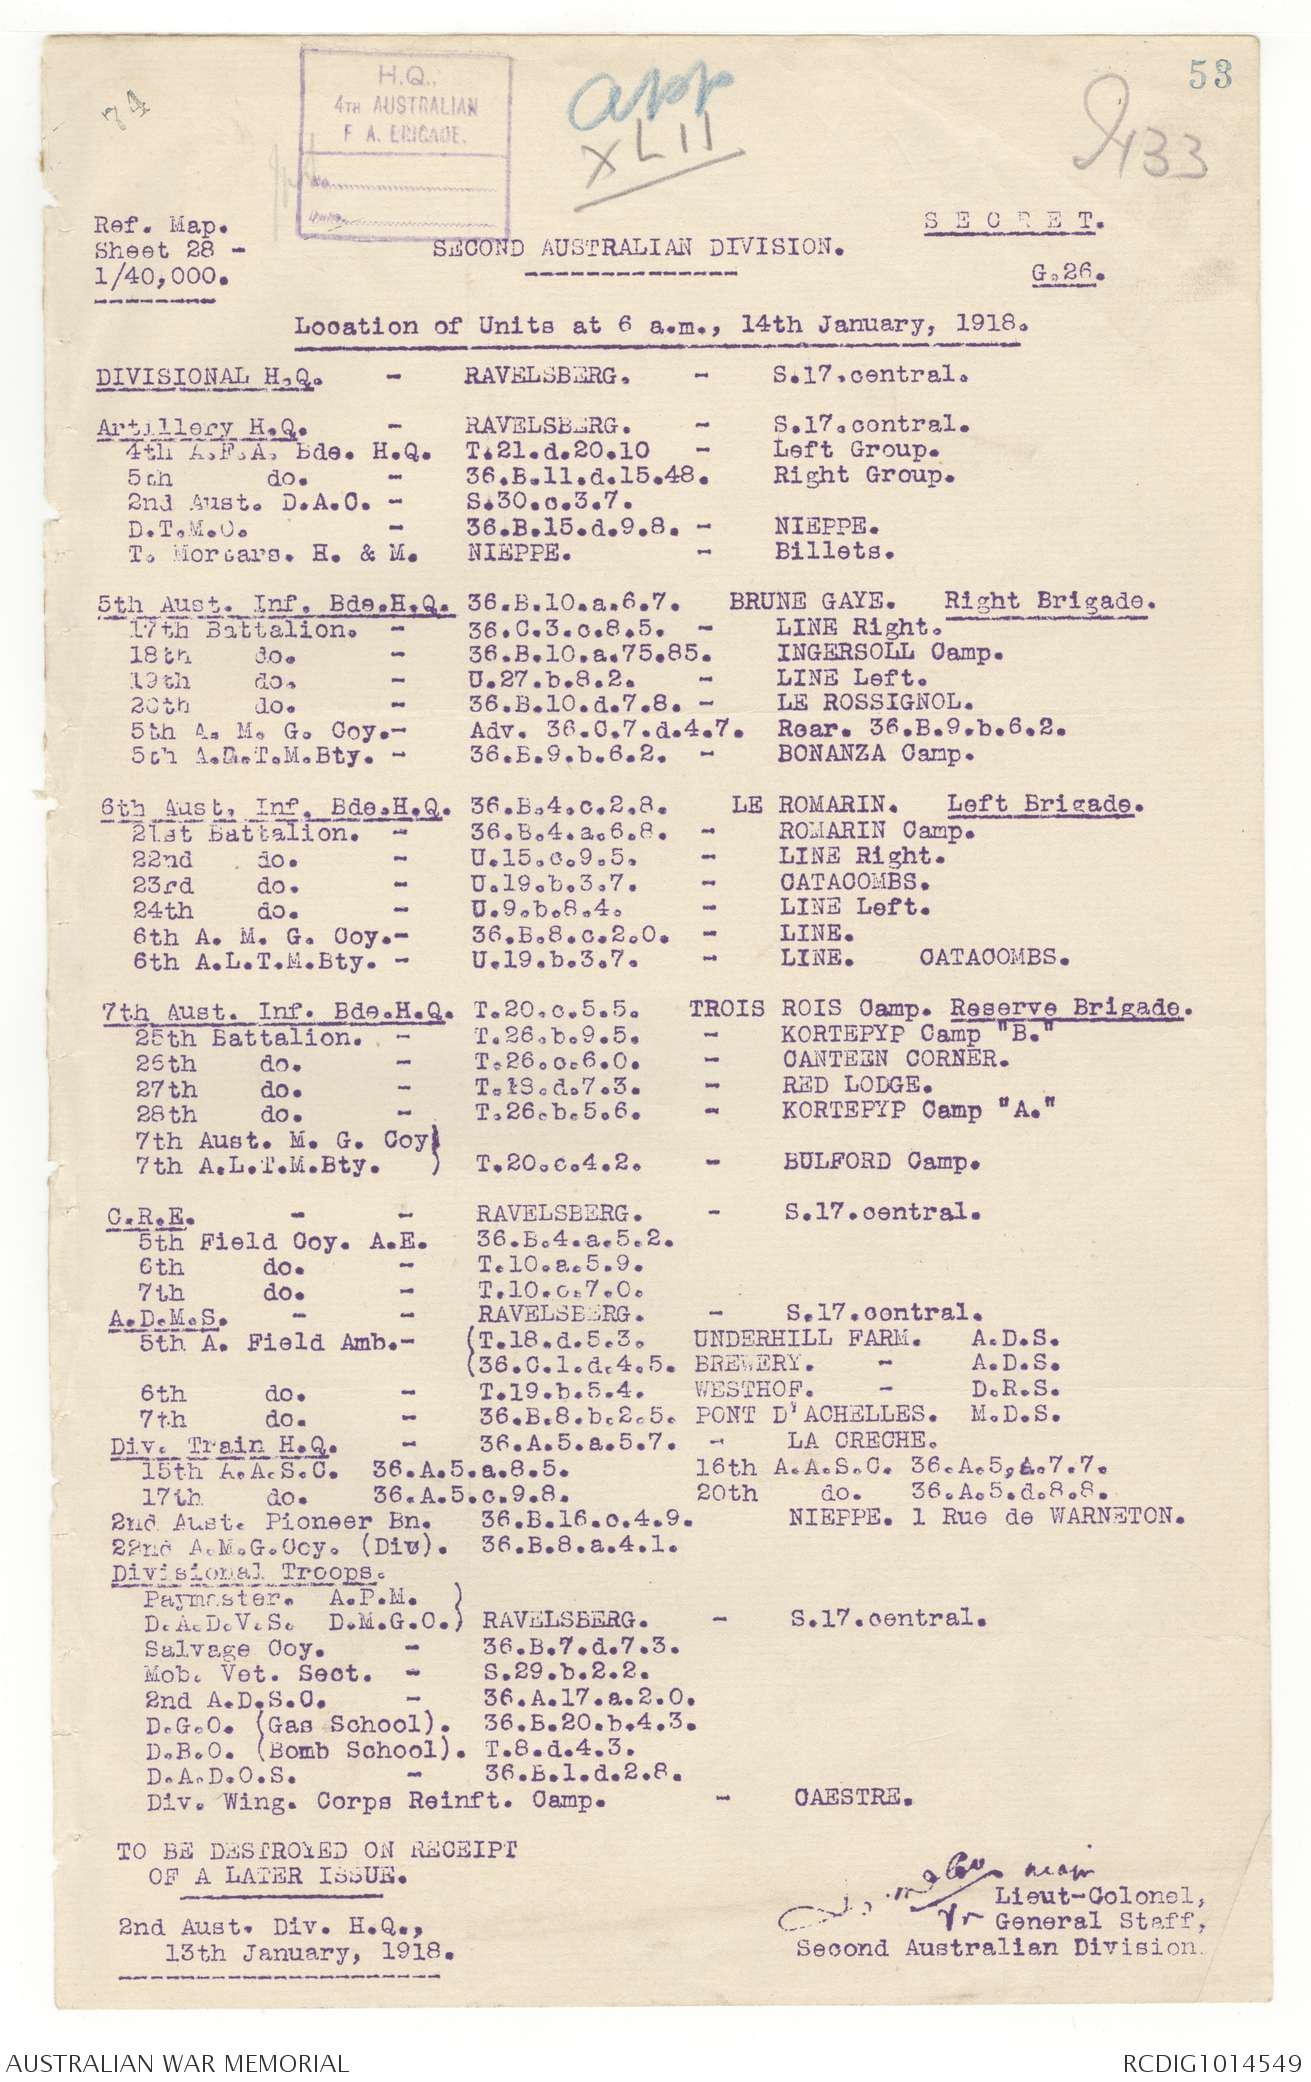 53
74
H.Q.,
4TH AUSTRALIAN
F. A. BRIGADE.
app
XLII
133
Ref. Map.
Sheet 28 -
1/40,000.
SECRET.
SECOND AUSTRALIAN DIVISION.
G.26.
Location of Units at 6 a.m., 14th January, 1918.
DIVISIONAL H.Q. - RAVELSBERG. - S.17.central.
Artillery H.Q. - RAVELSBERG. - S.17.central.
4th A.F.A. Bde. H.Q. T.21.d.20.10 - Left Group.
5th do. - 36.B.11.d.15.48. Right Group.
2nd Aust. D.A.C. - S.30.c.3.7.
D.T.M.O. - 36.B.15.d.9.8. - NIEPPE.
T. Mortars. H. & M. NIEPPE. - Billets.
5th Aust. Inf. Bde.H.Q. 36.B.10.a.6.7. BRUNE GAYE. Right Brigade.
17th Battalion. - 36.C.3.c.8.5. - LINE Right.
18th do. - 36.B.10.a.75.85. INGERSOLL Camp.
19th do. - U.27.b.8.2. - LINE Left.
20th do. - 36.B.10.d.7.8. - LE ROSSIGNOL.
5th A. M. G. Coy.- Adv. 36.C.7.d.4.7. Rear. 36.B.9.b.6.2.
5th A.L.T.M.Bty. - 36.B.9.b.6.2. - BONANZA Camp.
6th Aust. Inf. Bde.H.Q. 36.B.4.c.2.8. LE ROMARIN. Left Brigade.
21st Battalion. - 36.B.4.a.6.8. - ROMARIN Camp.
22nd do. - U.15.c.9.5. - LINE Right.
23rd do. - U.19.b.3.7. - CATACOMBS.
24th do. - U.9.b.8.4. - LINE Left.
6th A. M. G. Coy.- 36.B.8.c.2.0. - LINE.
6th A.L.T.M.Bty. - U.19.b.3.7. - LINE. CATACOMBS.
7th Aust. Inf. Bde.H.Q. T.20.c.5.5. TROIS ROIS Camp. Reserve Brigade.
25th Battalion. - T.26.b.9.5. - KORTEPYP Camp "B."
26th do. - T.26.c.6.0. - CANTEEN CORNER.
27th do. - T.18.d.7.3. - RED LODGE.
28th do. - T.26.b.5.6. - KORTEPYP Camp "A."
7th Aust. M. G. Coy)
7th A.L.T.M.Bty. ) T.20.c.4.2. - BULFORD Camp.
C.R.E. - - RAVELSBERG. - S.17.central.
5th Field Coy. A.E. 36.B.4.a.5.2.
6th do. - T.10.a.5.9.
7th do. - T.10.c.7.0.
A.D.M.S. - - RAVELSBERG. - S.17.central.
5th A. Field Amb.- (T.18.d.5.3. UNDERHILL FARM. A.D.S.
(36.C.1.d.4.5. BREWERY. - A.D.S.
6th do. - T.19.b.5.4. WESTHOF. - D.R.S.
7th do. - 36.B.8.b.2.5. PONT D'ACHELLES. M.D.S.
Div. Train H.Q. - 36.A.5.a.5.7. - LA CRECHE.
15th A.A.S.C. 36.A.5.a.8.5. 16th A.A.S.C. 36.A.5.a.7.7.
17th do. 36.A.5.c.9.8. 20th do. 36.A.5.d.8.8.
2nd Aust. Pioneer Bn. 36.B.16.c.4.9. NIEPPE. 1 Rue de WARNETON.
22nd A.M.G.Coy. (Div). 36.B.8.a.4.1.
Divisional Troops.
Paymaster. A.P.M. )
D.A.D.V.S. D.M.G.O.) RAVELSBERG. - S.17.central.
Salvage Coy. - 36.B.7.d.7.3.
Mob. Vet. Sect. - S.29.b.2.2.
2nd A.D.S.C. - 36.A.17.a.2.0.
D.G.O. (Gas School). 36.B.20.b.4.3.
D.B.O. (Bomb School). T.8.d.4.3.
D.A.D.O.S. - 36.B.1.d.2.8.
Div. Wing. Corps Reinft. Camp. - CAESTRE.
TO BE DESTROYED ON RECEIPT
OF A LATER ISSUE.
major
Lieut-Colonel,
General Staff,
Second Australian Division.
2nd Aust. Div. H.Q.,
13th January, 1918.
AUSTRALIAN WAR MEMORIAL
RCDIG1014549